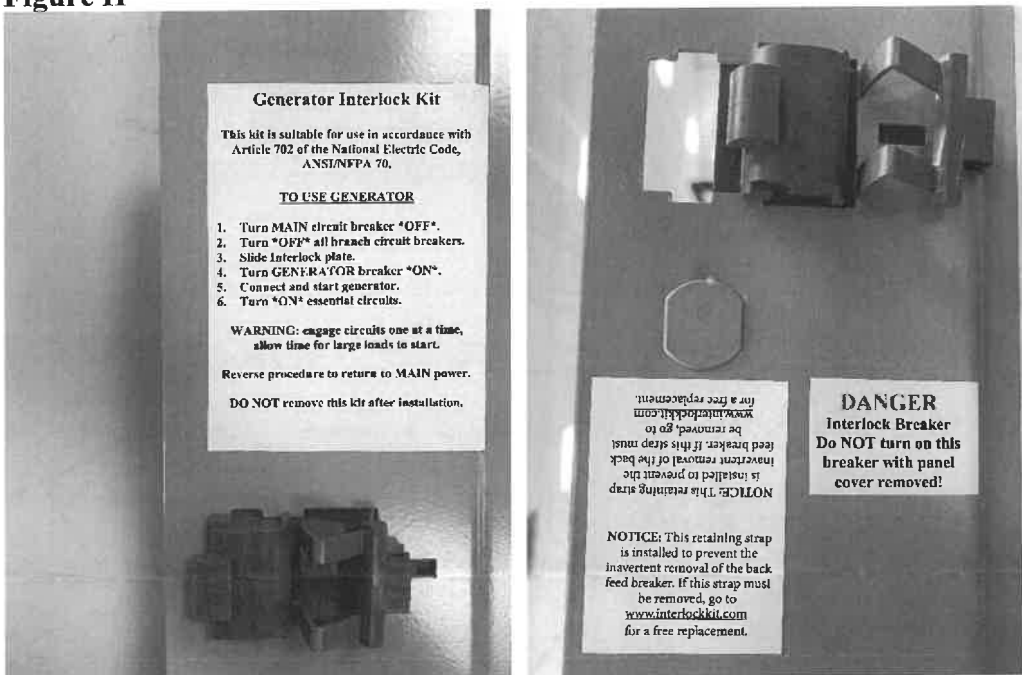 Figure H
Generator Interlock Kit
This kit is suitable for use in accordance with
Article 702 of the National Electric Code,
ANSI/NFPA 70.
TO USE GENERATOR
1. Turn MAIN circuit breaker *OFF*.
2. Turn *OFF* all branch circuit breakers.
3. Slide Interlock plate.
4. Turn GENERATOR breaker *ON*.
5. Connect and start generator.
6. Turn *ON* essential circuits.
WARNING: engage circuits one at a time,
allow time for large loads to start.
Reverse procedure to return to MAIN power.
DO NOT remove this kit after installation.
NOTICE: This retaining strap
is installed to prevent the
inavertent removal of the back
feed breaker. If this strap must
be removed, go to
www.interlockkit.com
for a free replacement.
NOTICE: This retaining strap
is installed to prevent the
inavertent removal of the back
feed breaker. If this strap must
be removed, go to
www.interlockkit.com
for a free replacement.
DANGER
Interlock Breaker
Do NOT turn on this
breaker with panel
cover removed!